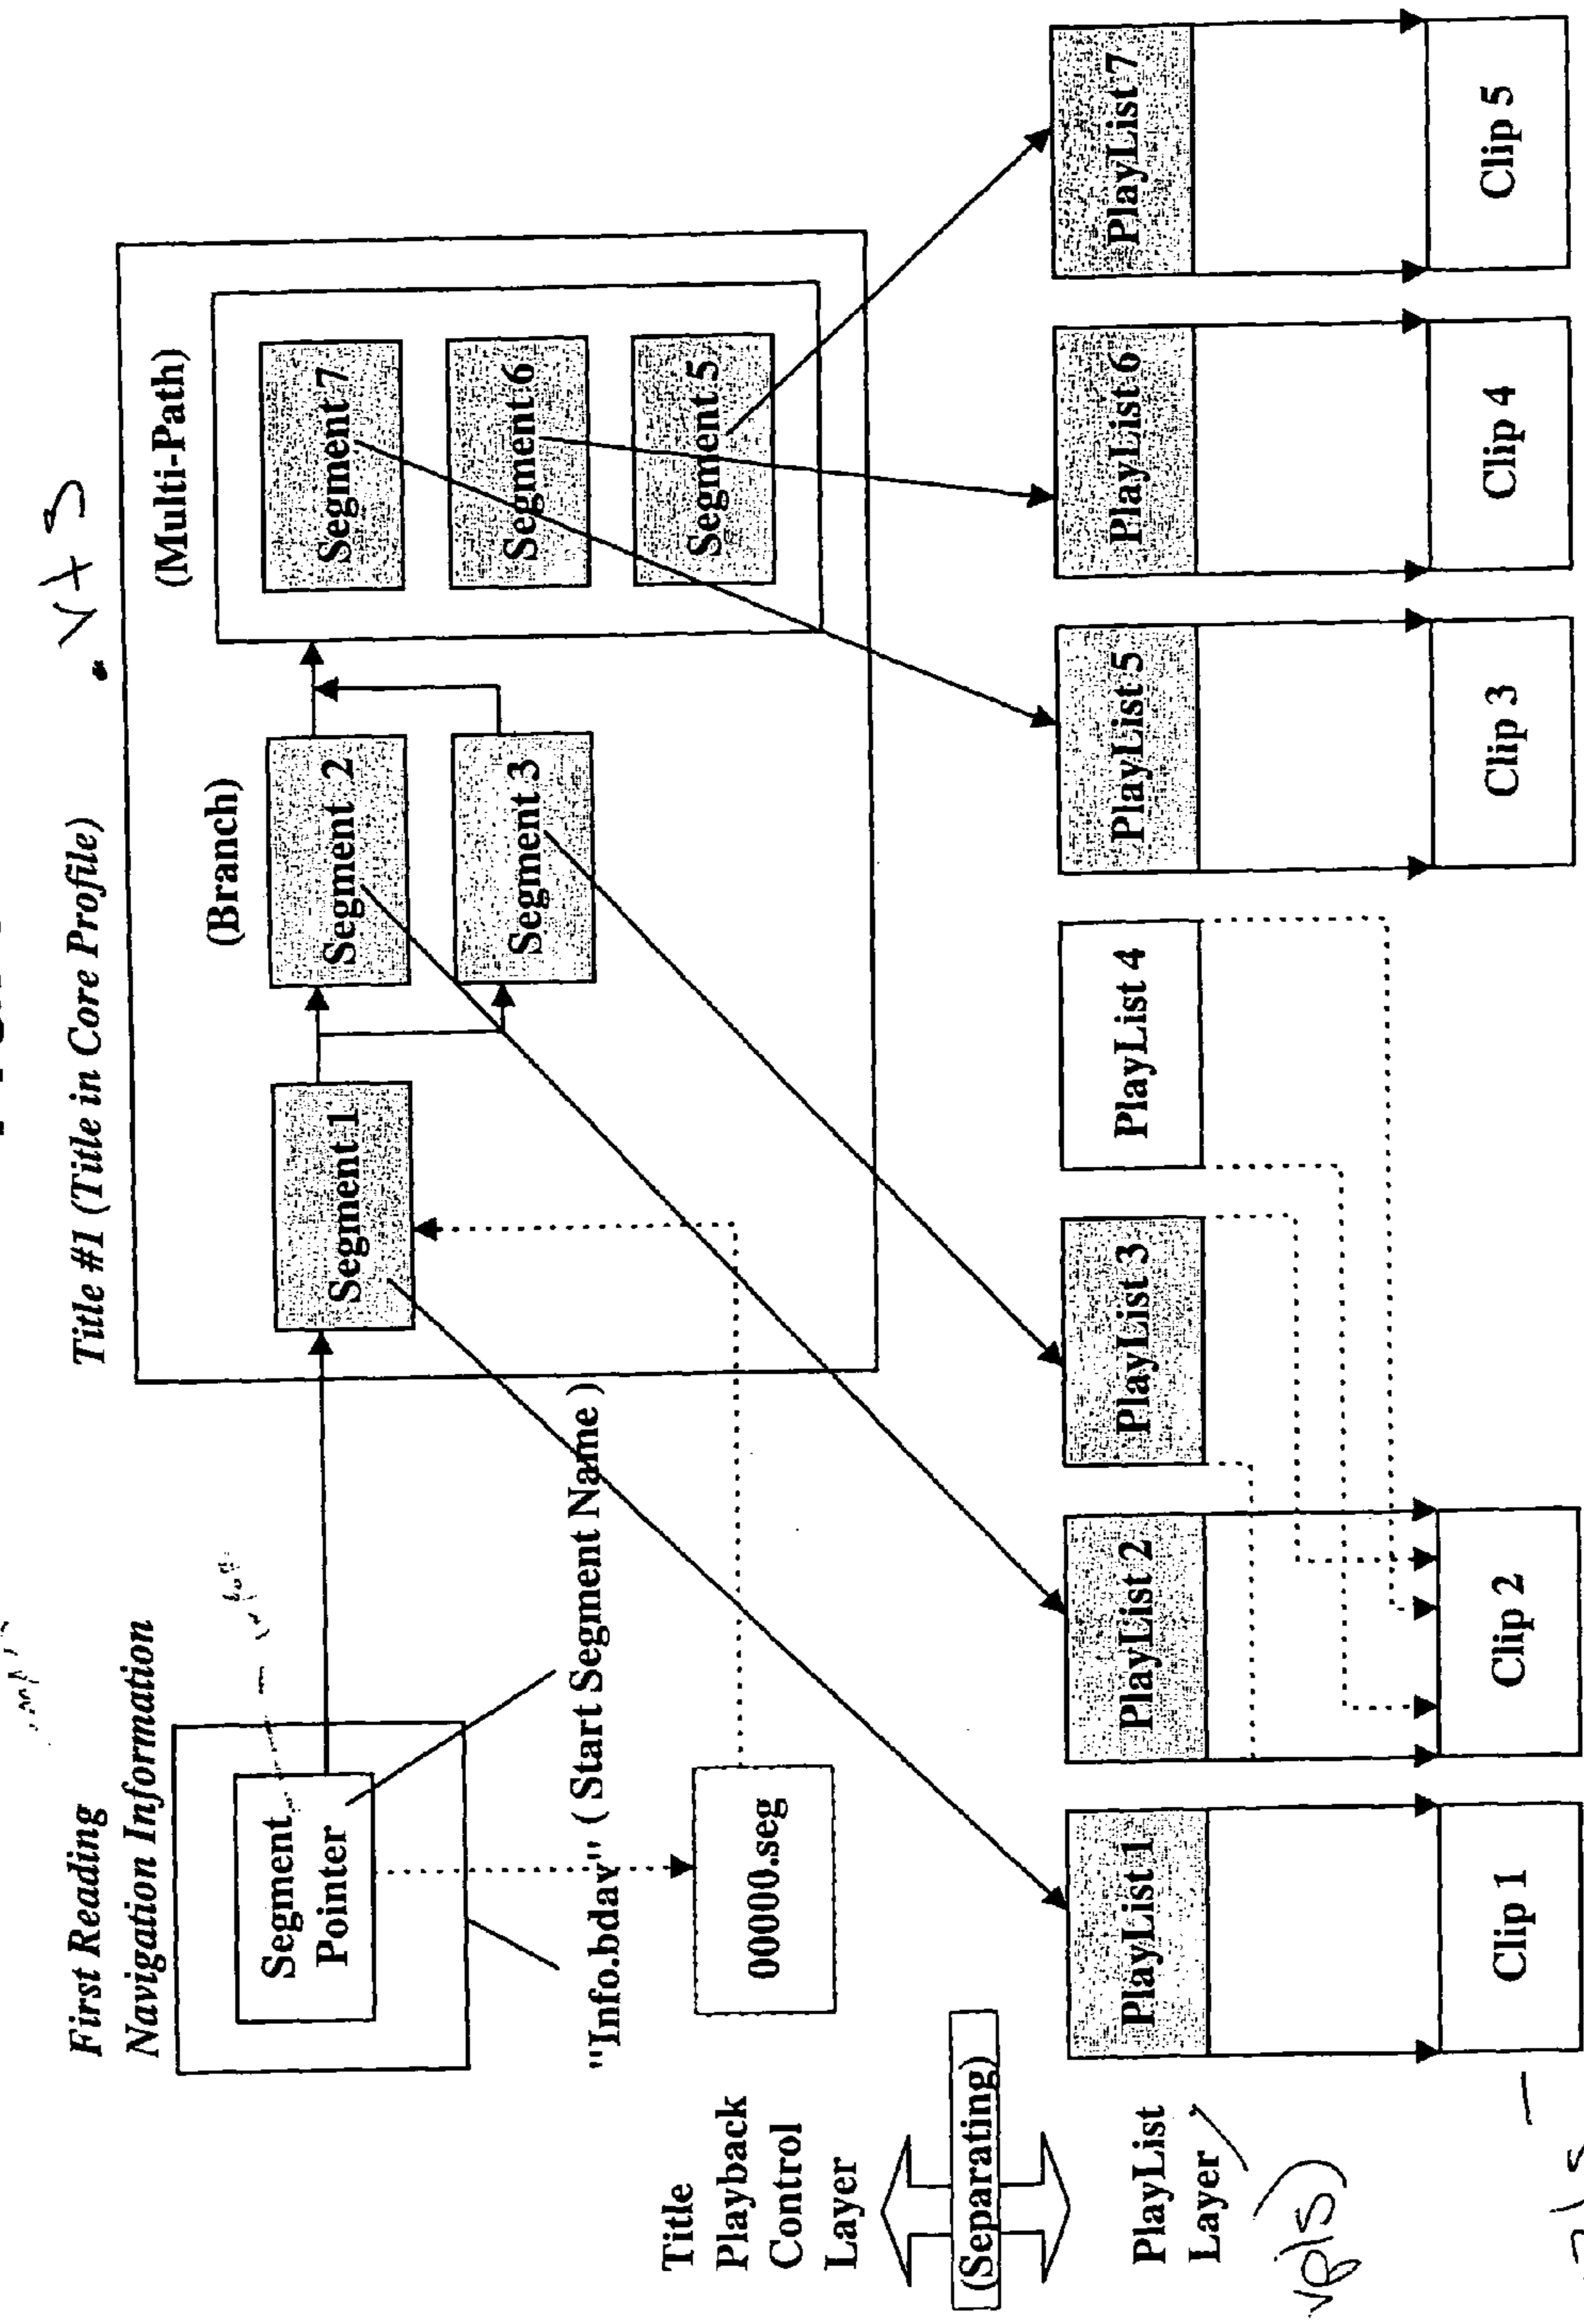 Title #1 (Title in Core Profile)
First Reading
Navigation Information
(Branch)
(Multi-Path)
Segment
Pointer
Segment 1
Segment 2
Segment 3
Segment 7
Segment 6
Segment 5
"Info.bdav" ( Start Segment Name )
00000.seg
Title
Playback
Control
Layer
(Separating)
PlayList
Layer
PlayList 1
PlayList 2
PlayList 3
PlayList 4
PlayList 5
PlayList 6
PlayList 7
Clip 1
Clip 2
Clip 3
Clip 4
Clip 5